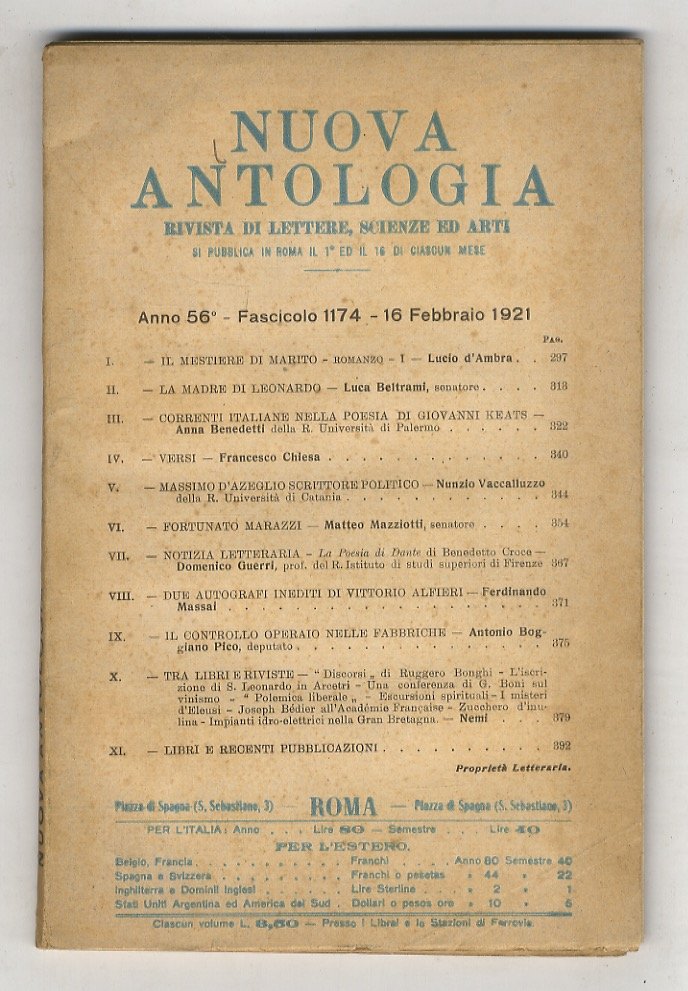 NUOVA
ANTOLOGIA
RIVISTA DI LETTERE, SCIENZE ED ARTI
SI PUBBLICA IN ROMA IL 1° ED IL 16 DI CIASCUN MESE
Anno 56° - Fascicolo 1174 - 16 Febbraio 1921
PAG.
I. — IL MESTIERE DI MARITO - ROMANZO - I — Lucio d'Ambra . . 297
II. — LA MADRE DI LEONARDO — Luca Beltrami, senatore . . . . 313
III. — CORRENTI ITALIANE NELLA POESIA DI GIOVANNI KEATS —
Anna Benedetti della R. Università di Palermo . . . . . . 322
IV. — VERSI — Francesco Chiesa . . . . . . . . . . . . 340
V. — MASSIMO D'AZEGLIO SCRITTORE POLITICO — Nunzio Vaccalluzzo
della R. Università di Catania . . . . . . . . . . . 344
VI. — FORTUNATO MARAZZI — Matteo Mazziotti, senatore . . . . 354
VII. — NOTIZIA LETTERARIA - La Poesia di Dante di Benedetto Croce —
Domenico Guerri, prof. del R. Istituto di studi superiori di Firenze 367
VIII. — DUE AUTOGRAFI INEDITI DI VITTORIO ALFIERI — Ferdinando
Massai . . . . . . . . . . . . . . . . 371
IX. — IL CONTROLLO OPERAIO NELLE FABBRICHE — Antonio Bog-
giano Pico, deputato . . . . . . . . . . . . . 375
X. — TRA LIBRI E RIVISTE — " Discorsi „ di Ruggero Bonghi - L'iscri-
zione di S. Leonardo in Arcetri - Una conferenza di G. Boni sul
vinismo - " Polemica liberale „ - Escursioni spirituali - I misteri
d'Eleusi - Joseph Bédier all'Académie Française - Zucchero d'inu-
lina - Impianti idro-elettrici nella Gran Bretagna. — Nemi . . . 379
XI. — LIBRI E RECENTI PUBBLICAZIONI . . . . . . . . . . 392
Proprietà Letteraria.
Piazza di Spagna (S. Sebastiano, 3) — ROMA — Piazza di Spagna (S. Sebastiano, 3)
PER L'ITALIA: Anno . . . Lire 80 — Semestre . . . Lire 40
PER L'ESTERO.
Belgio, Francia . . . . . . . . . . Franchi . . . . Anno 80 Semestre 40
Spagna e Svizzera . . . . . . . . . Franchi o pesetas » 44 » 22
Inghilterra e Dominii Inglesi . . . . . . Lire Sterline . . . » 2 » 1
Stati Uniti Argentina ed America del Sud . Dollari o pesos oro » 10 » 5
Ciascun volume L. 3,50 — Presso i Librai e le Stazioni di Ferrovia.
NUOVA